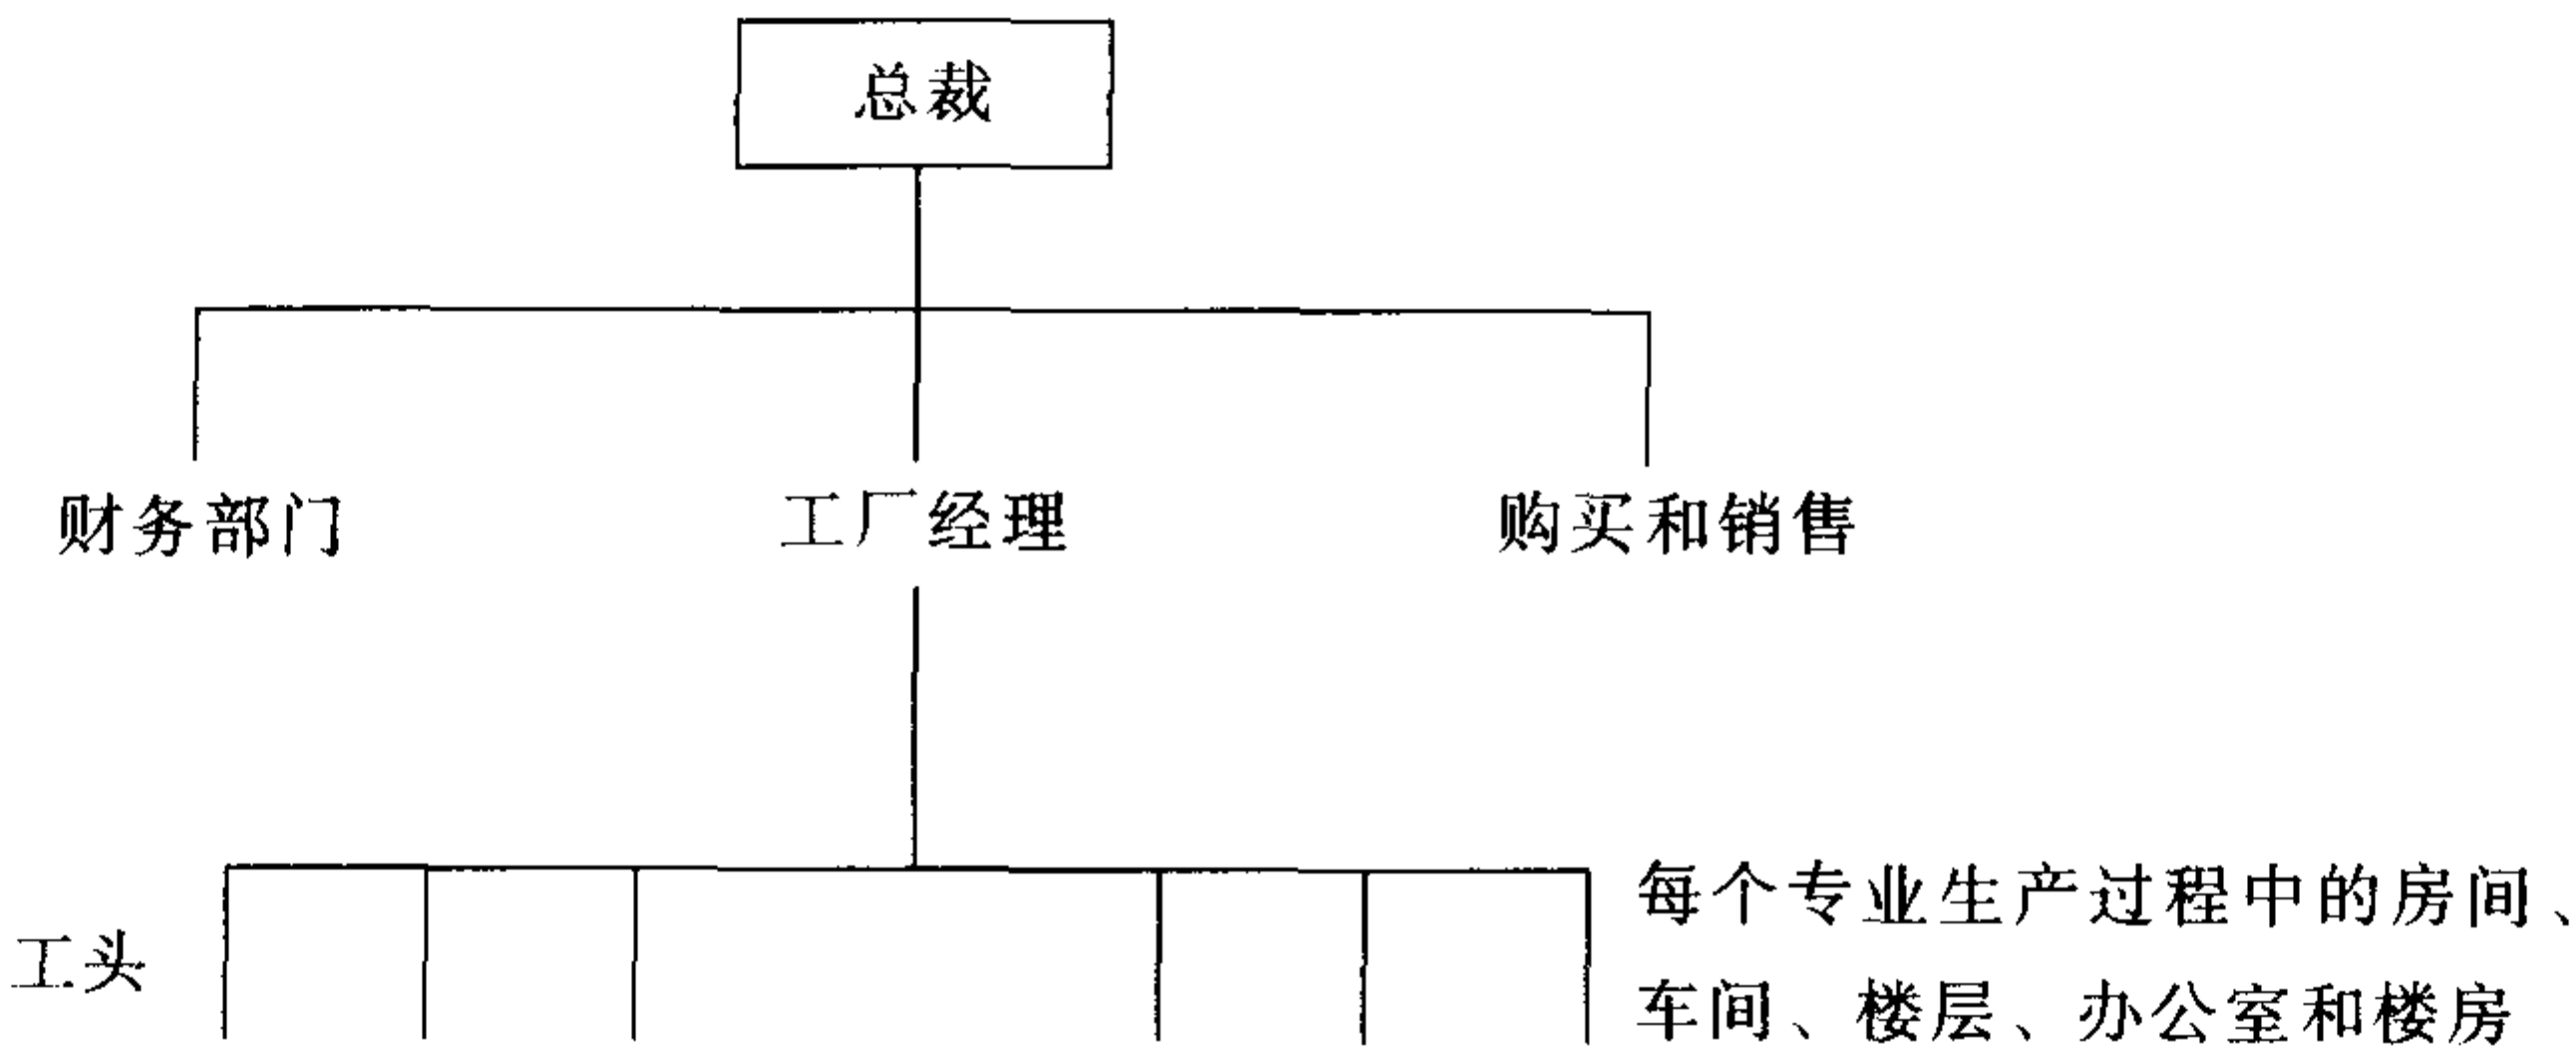 总裁
财务部门
工厂经理
购买和销售
工头
每个专业生产过程中的房间、
车间、楼层、办公室和楼房